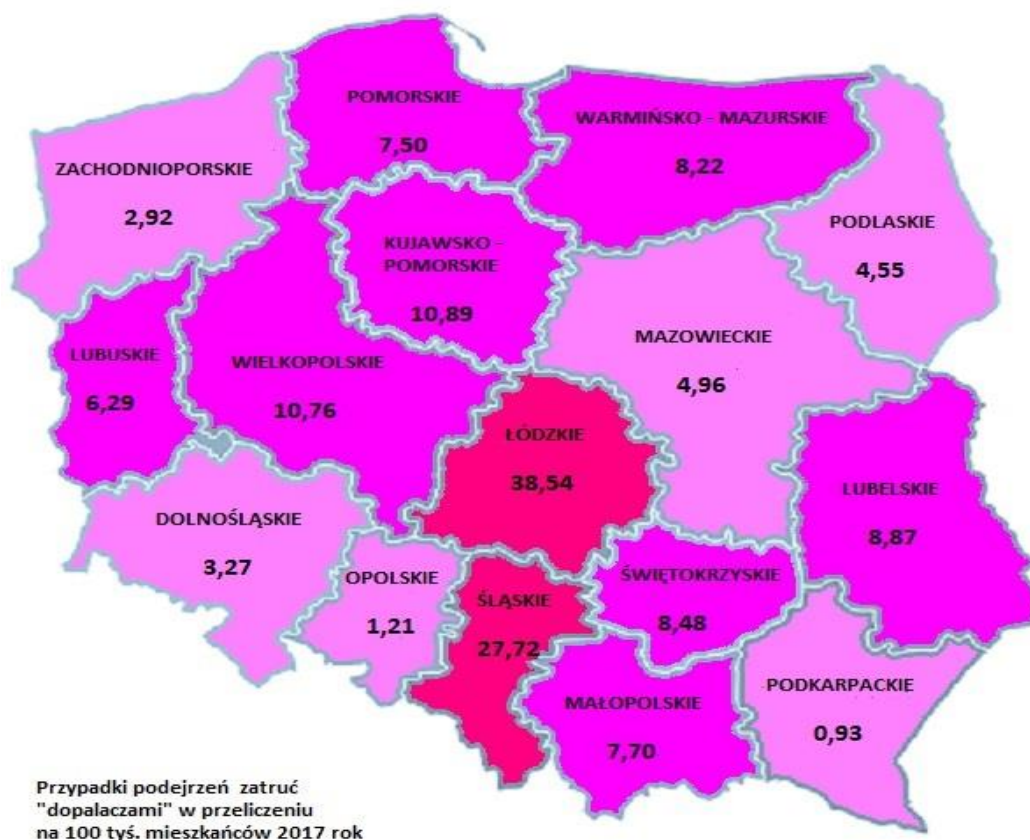 POMORSKIE
7,50
WARMIŃSKO - MAZURSKIE
8,22
ZACHODNIOPORSKIE
2,92
PODLASKIE
4,55
KUJAWSKO -
POMORSKIE
10,89
MAZOWIECKIE
4,96
LUBUSKIE
6,29
WIELKOPOLSKIE
10,76
ŁÓDZKIE
38,54
LUBELSKIE
8,87
DOLNOŚLĄSKIE
3,27
OPOLSKIE
1,21
ŚLĄSKIE
27,72
ŚWIĘTOKRZYSKIE
8,48
MAŁOPOLSKIE
7,70
PODKARPACKIE
0,93
Przypadki podejrzeń zatruć
"dopalaczami" w przeliczeniu
na 100 tyś. mieszkańców 2017 rok